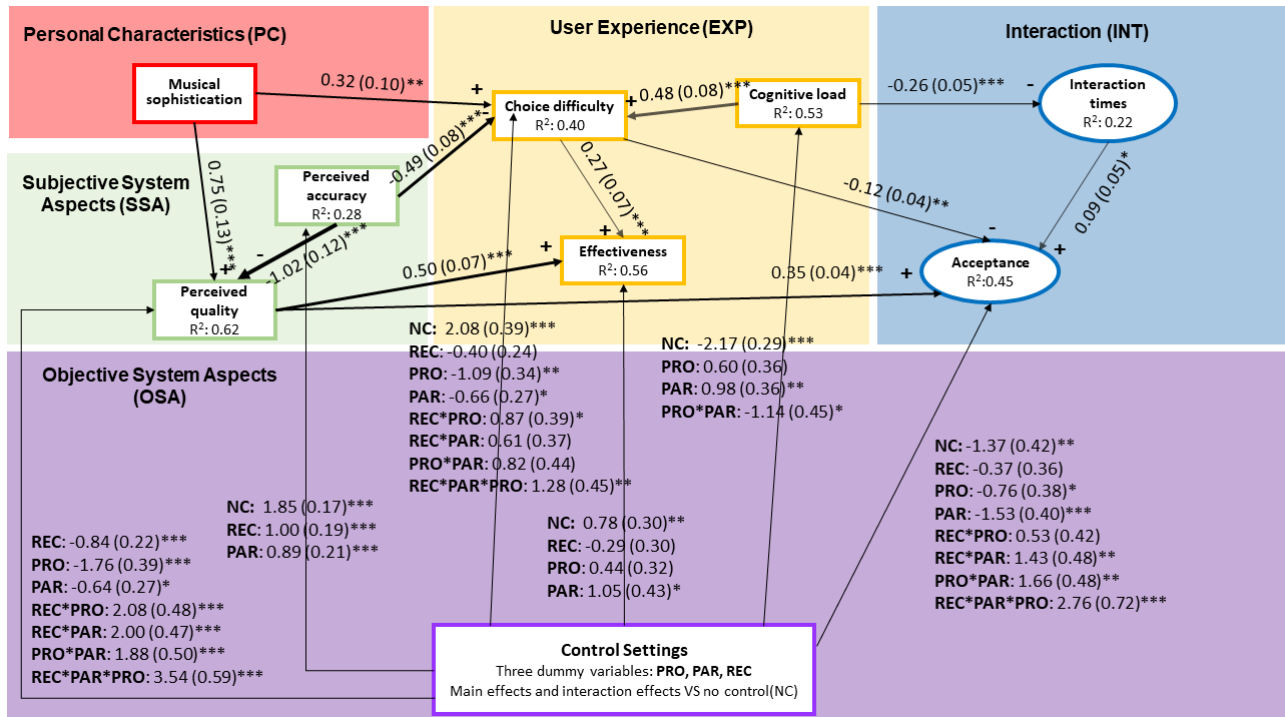 Personal Characteristics (PC)
User Experience (EXP)
Interaction (INT)
Musical
sophistication
0.32 (0.10)**
+
Choice difficulty
R²: 0.40
-
+
0.48 (0.08)***
Cognitive load
R²: 0.53
-0.26 (0.05)***
-
Interaction
times
R²: 0.22
0.75 (0.13)***
-0.49 (0.08)***
0.27 (0.07)***
-0.12 (0.04)**
0.09 (0.05)*
Subjective System
Aspects (SSA)
Perceived
accuracy
R²: 0.28
-
-1.02 (0.12)***
+
Perceived
quality
R²: 0.62
0.50 (0.07)***
+
+
Effectiveness
R²: 0.56
0.35 (0.04)***
+
-
+
Acceptance
R²:0.45
Objective System Aspects
(OSA)
NC: 2.08 (0.39)***
REC: -0.40 (0.24)
PRO: -1.09 (0.34)**
PAR: -0.66 (0.27)*
REC*PRO: 0.87 (0.39)*
REC*PAR: 0.61 (0.37)
PRO*PAR: 0.82 (0.44)
REC*PAR*PRO: 1.28 (0.45)**
NC: -2.17 (0.29)***
PRO: 0.60 (0.36)
PAR: 0.98 (0.36)**
PRO*PAR: -1.14 (0.45)*
NC: -1.37 (0.42)**
REC: -0.37 (0.36)
PRO: -0.76 (0.38)*
PAR: -1.53 (0.40)***
REC*PRO: 0.53 (0.42)
REC*PAR: 1.43 (0.48)**
PRO*PAR: 1.66 (0.48)**
REC*PAR*PRO: 2.76 (0.72)***
NC: 1.85 (0.17)***
REC: 1.00 (0.19)***
PAR: 0.89 (0.21)***
NC: 0.78 (0.30)**
REC: -0.29 (0.30)
PRO: 0.44 (0.32)
PAR: 1.05 (0.43)*
REC: -0.84 (0.22)***
PRO: -1.76 (0.39)***
PAR: -0.64 (0.27)*
REC*PRO: 2.08 (0.48)***
REC*PAR: 2.00 (0.47)***
PRO*PAR: 1.88 (0.50)***
REC*PAR*PRO: 3.54 (0.59)***
Control Settings
Three dummy variables: PRO, PAR, REC
Main effects and interaction effects VS no control(NC)